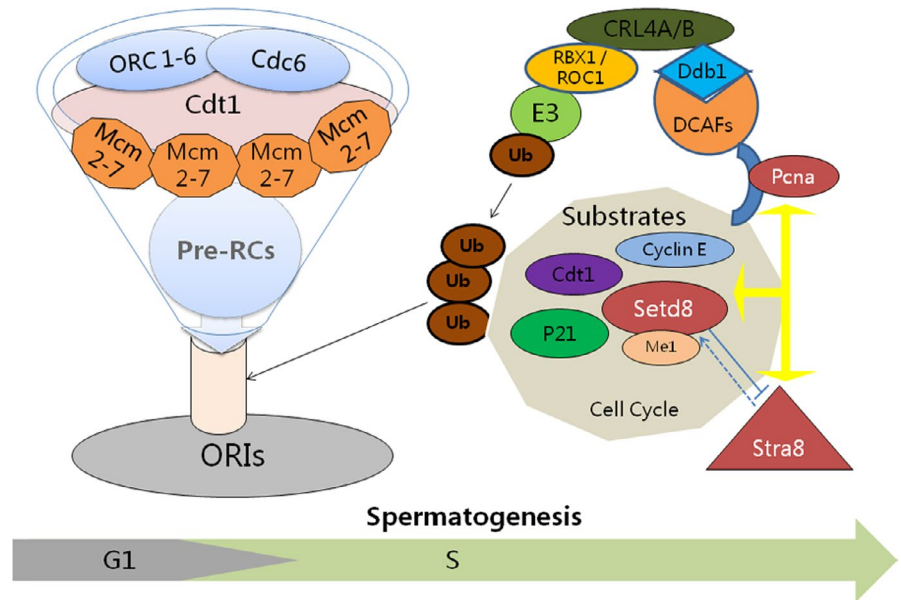 ORC 1-6
Cdc6
Cdt1
Mcm
2-7
Mcm
2-7
Mcm
2-7
Mcm
2-7
Pre-RCs
ORIs
CRL4A/B
RBX1 /
ROC1
Ddb1
E3
DCAFs
Ub
Pcna
Substrates
Ub
Cyclin E
Cdt1
Ub
Setd8
Ub
P21
Me1
Cell Cycle
Stra8
Spermatogenesis
G1
S